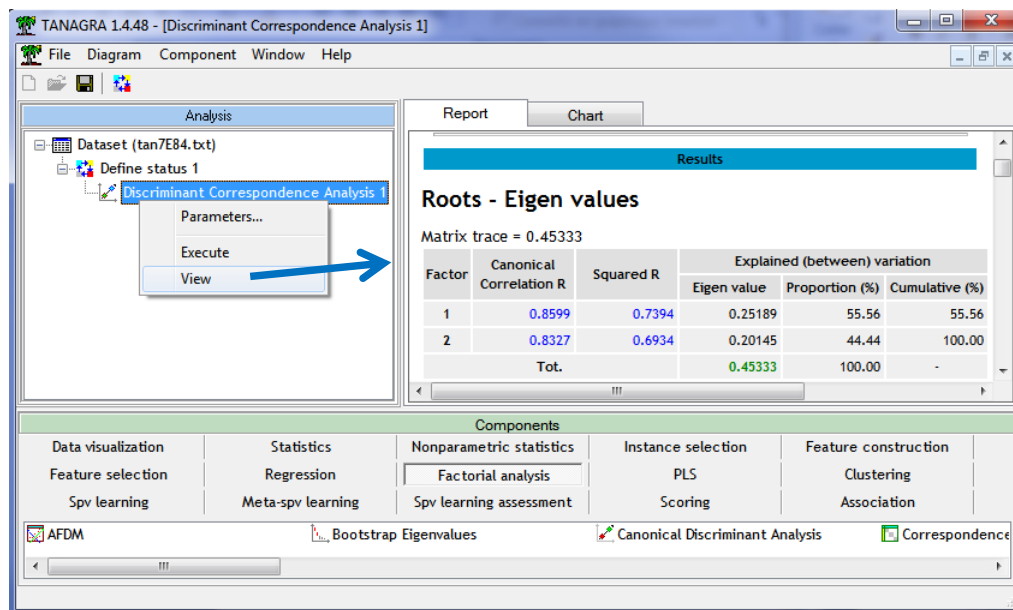 TANAGRA 1.4.48 - [Discriminant Correspondence Analysis 1]
File Diagram Component Window Help
Analysis
Dataset (tan7E84.txt)
Define status 1
Discriminant Correspondence Analysis 1
Parameters...
Execute
View
Report Chart
Results
Roots - Eigen values
Matrix trace = 0.45333
Factor Canonical Correlation R Squared R Explained (between) variation
Eigen value Proportion (%) Cumulative (%)
1 0.8599 0.7394 0.25189 55.56 55.56
2 0.8327 0.6934 0.20145 44.44 100.00
Tot. 0.45333 100.00 -
Components
Data visualization Statistics Nonparametric statistics Instance selection Feature construction
Feature selection Regression Factorial analysis PLS Clustering
Spv learning Meta-spv learning Spv learning assessment Scoring Association
AFDM Bootstrap Eigenvalues Canonical Discriminant Analysis Correspondence